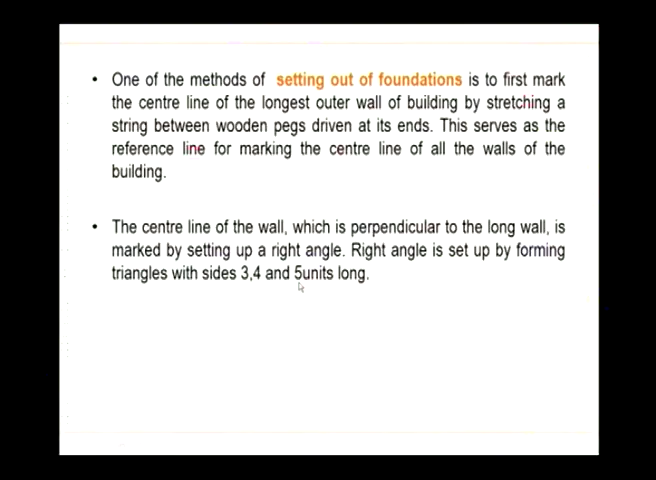 • One of the methods of setting out of foundations is to first mark
the centre line of the longest outer wall of building by stretching a
string between wooden pegs driven at its ends. This serves as the
reference line for marking the centre line of all the walls of the
building.
• The centre line of the wall, which is perpendicular to the long wall, is
marked by setting up a right angle. Right angle is set up by forming
triangles with sides 3,4 and 5units long.